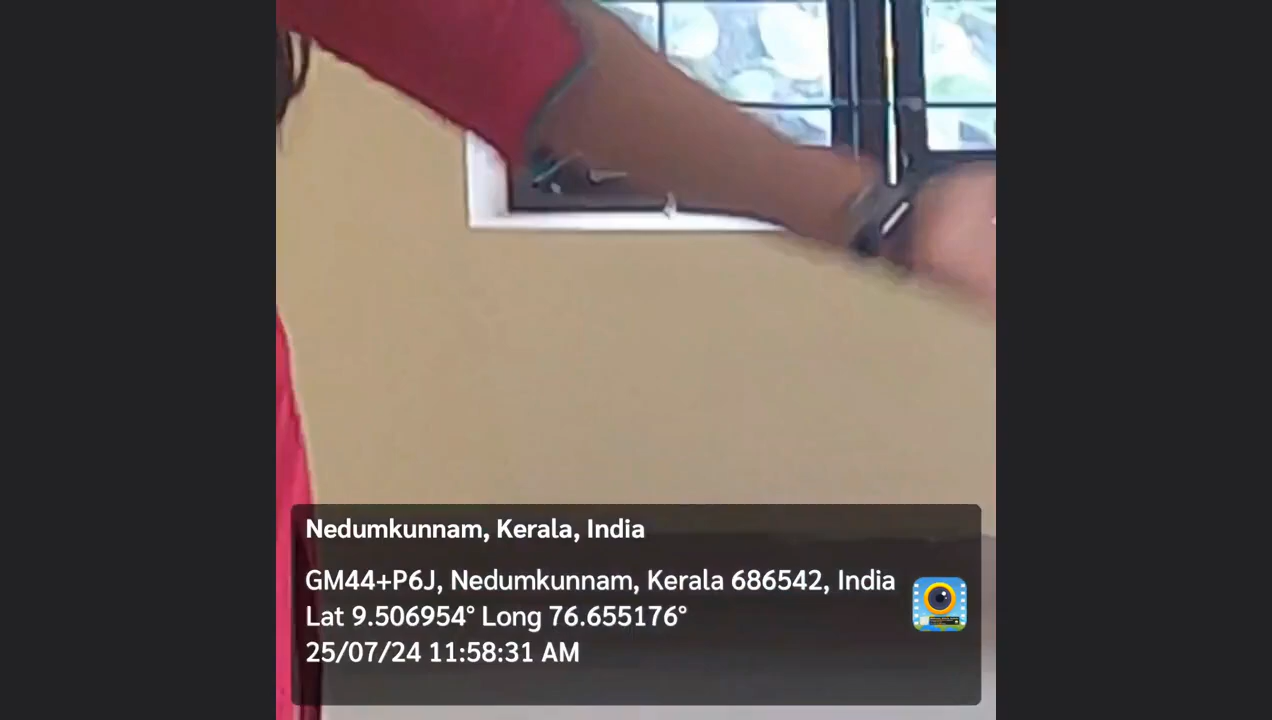 Nedumkunnam, Kerala, India
GM44+P6J, Nedumkunnam, Kerala 686542, India
Lat 9.506954° Long 76.655176°
25/07/24 11:58:31 AM